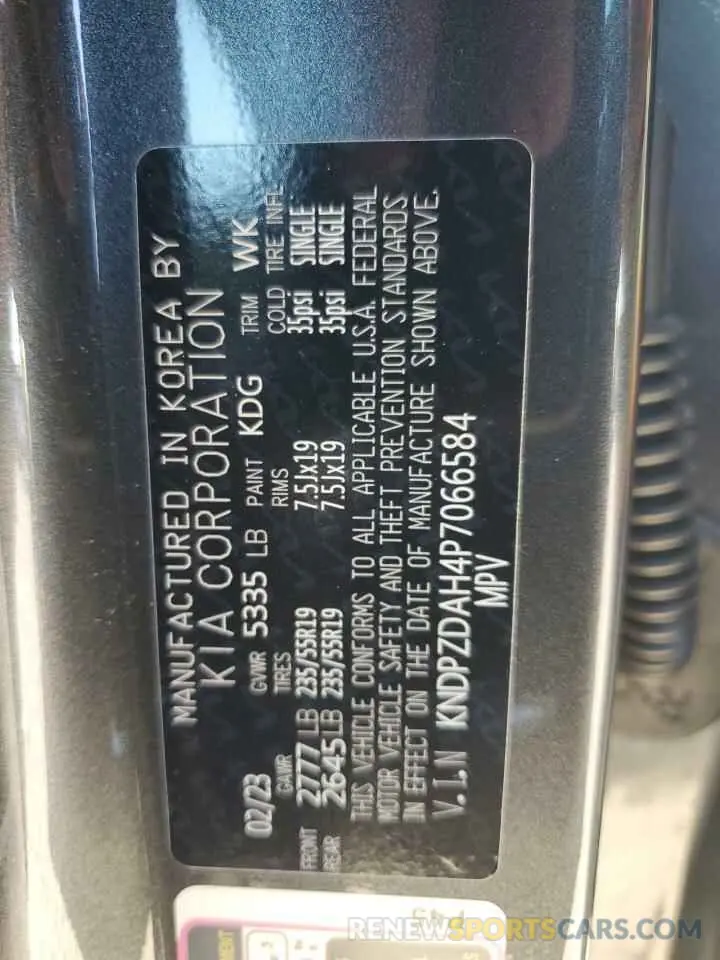 MANUFACTURED IN KOREA BY
KIA CORPORATION
02/23 GVWR 5335 LB PAINT KDG TRIM WK
GAWR TIRES RIMS COLD TIRE INFL
FRONT 2777 LB 235/55R19 7.5Jx19 35psi SINGLE
REAR 2645 LB 235/55R19 7.5Jx19 35psi SINGLE
THIS VEHICLE CONFORMS TO ALL APPLICABLE U.S.A. FEDERAL
MOTOR VEHICLE SAFETY AND THEFT PREVENTION STANDARDS
IN EFFECT ON THE DATE OF MANUFACTURE SHOWN ABOVE.
V.I.N KNDPZDAH4P7066584
MPV
RENEWSPORTSCARS.COM